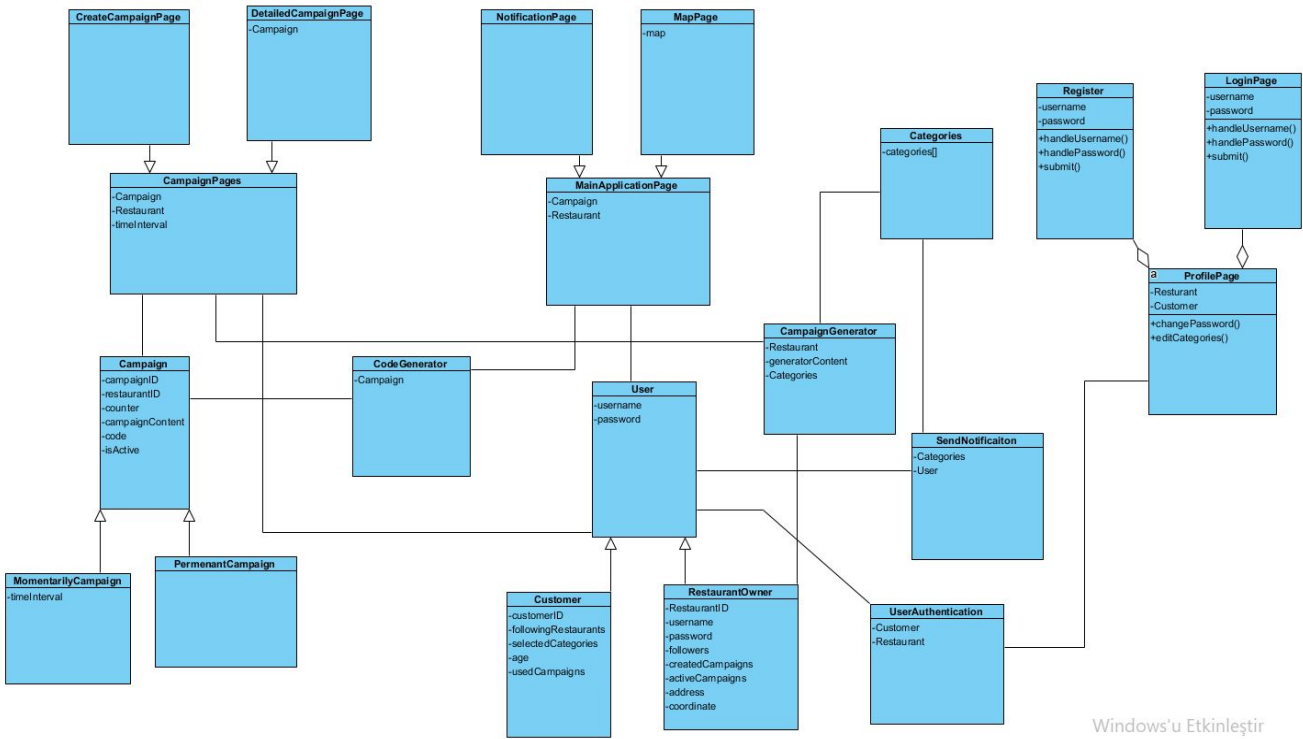 CreateCampaignPage
DetailedCampaignPage
-Campaign
NotificationPage
MapPage
-map
Register
-username
-password
+handleUsername()
+handlePassword()
+submit()
LoginPage
-username
-password
+handleUsername()
+handlePassword()
+submit()
Categories
-categories[]
CampaignPages
-Campaign
-Restaurant
-timeInterval
MainApplicationPage
-Campaign
-Restaurant
a
ProfilePage
-Resturant
-Customer
+changePassword()
+editCategories()
CampaignGenerator
-Restaurant
-generatorContent
-Categories
Campaign
-campaignID
-restaurantID
-counter
-campaignContent
-code
-isActive
CodeGenerator
-Campaign
User
-username
-password
SendNotificaiton
-Categories
-User
MomentarilyCampaign
-timeInterval
PermenantCampaign
Customer
-customerID
-followingRestaurants
-selectedCategories
-age
-usedCampaigns
RestaurantOwner
-RestaurantID
-username
-password
-followers
-createdCampaigns
-activeCampaigns
-address
-coordinate
UserAuthentication
-Customer
-Restaurant
Windows'u Etkinleştir